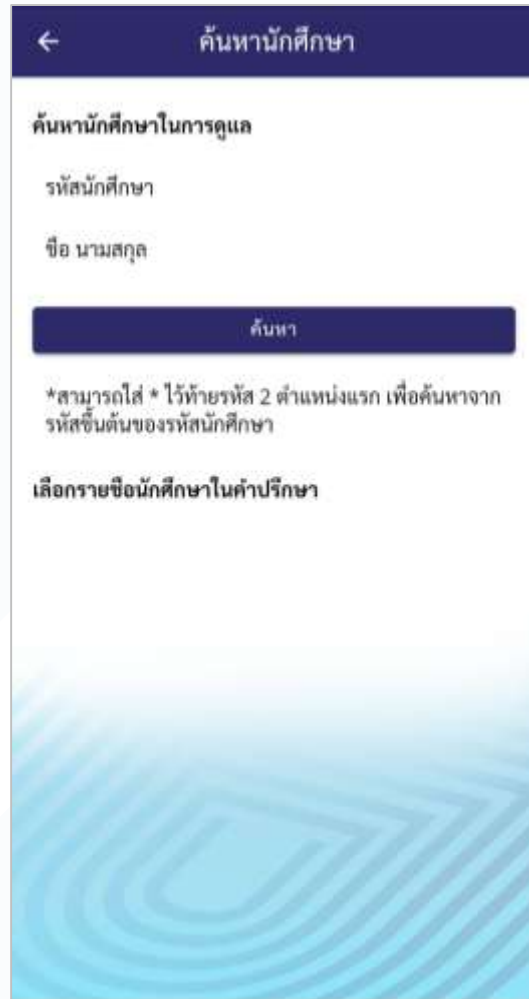 ค้นหานักศึกษา
ค้นหานักศึกษาในการดูแล
รหัสนักศึกษา
ชื่อ นามสกุล
ค้นหา
*สามารถใส่ * ไว้ท้ายรหัส 2 ตำแหน่งแรก เพื่อค้นหาจาก
รหัสขึ้นต้นของรหัสนักศึกษา
เลือกรายชื่อนักศึกษาในคำปรึกษา